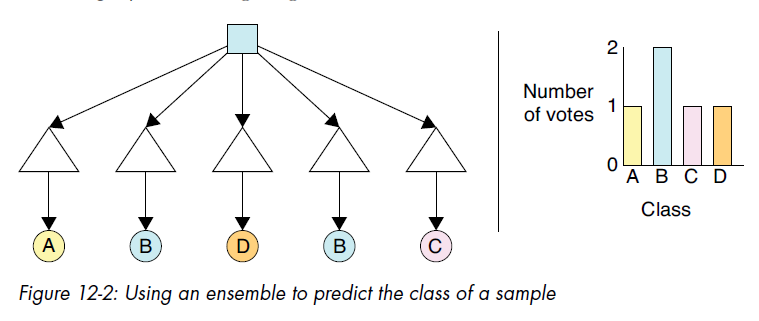 A
B
D
B
C
Number
of votes
2
1
0
A B C D
Class
Figure 12-2: Using an ensemble to predict the class of a sample